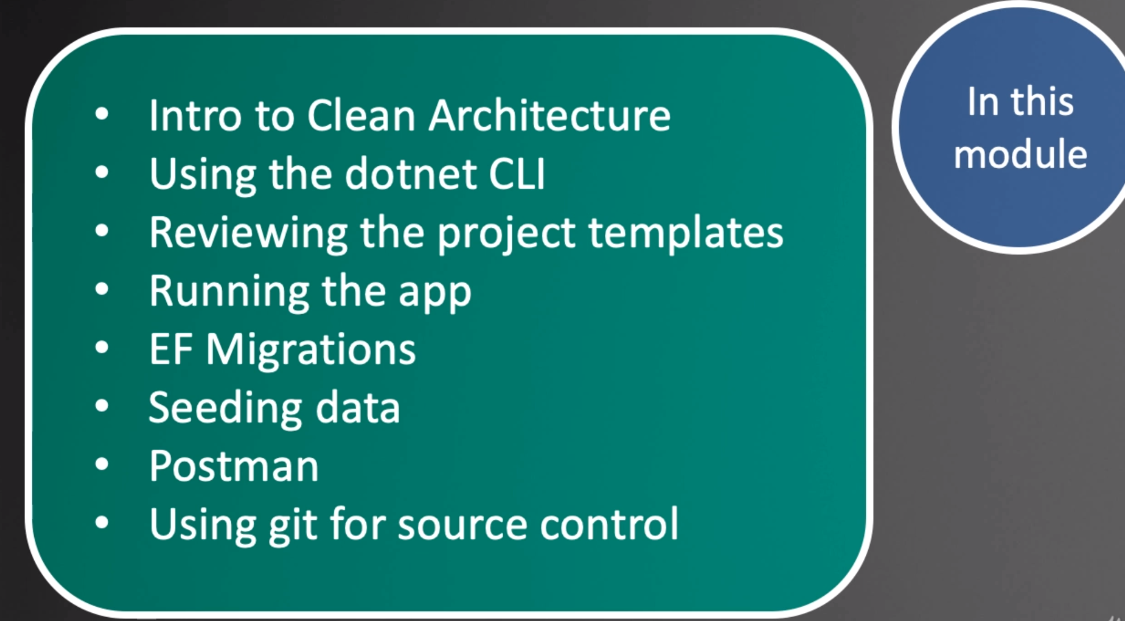 • Intro to Clean Architecture
• Using the dotnet CLI
• Reviewing the project templates
• Running the app
• EF Migrations
• Seeding data
• Postman
• Using git for source control
In this
module